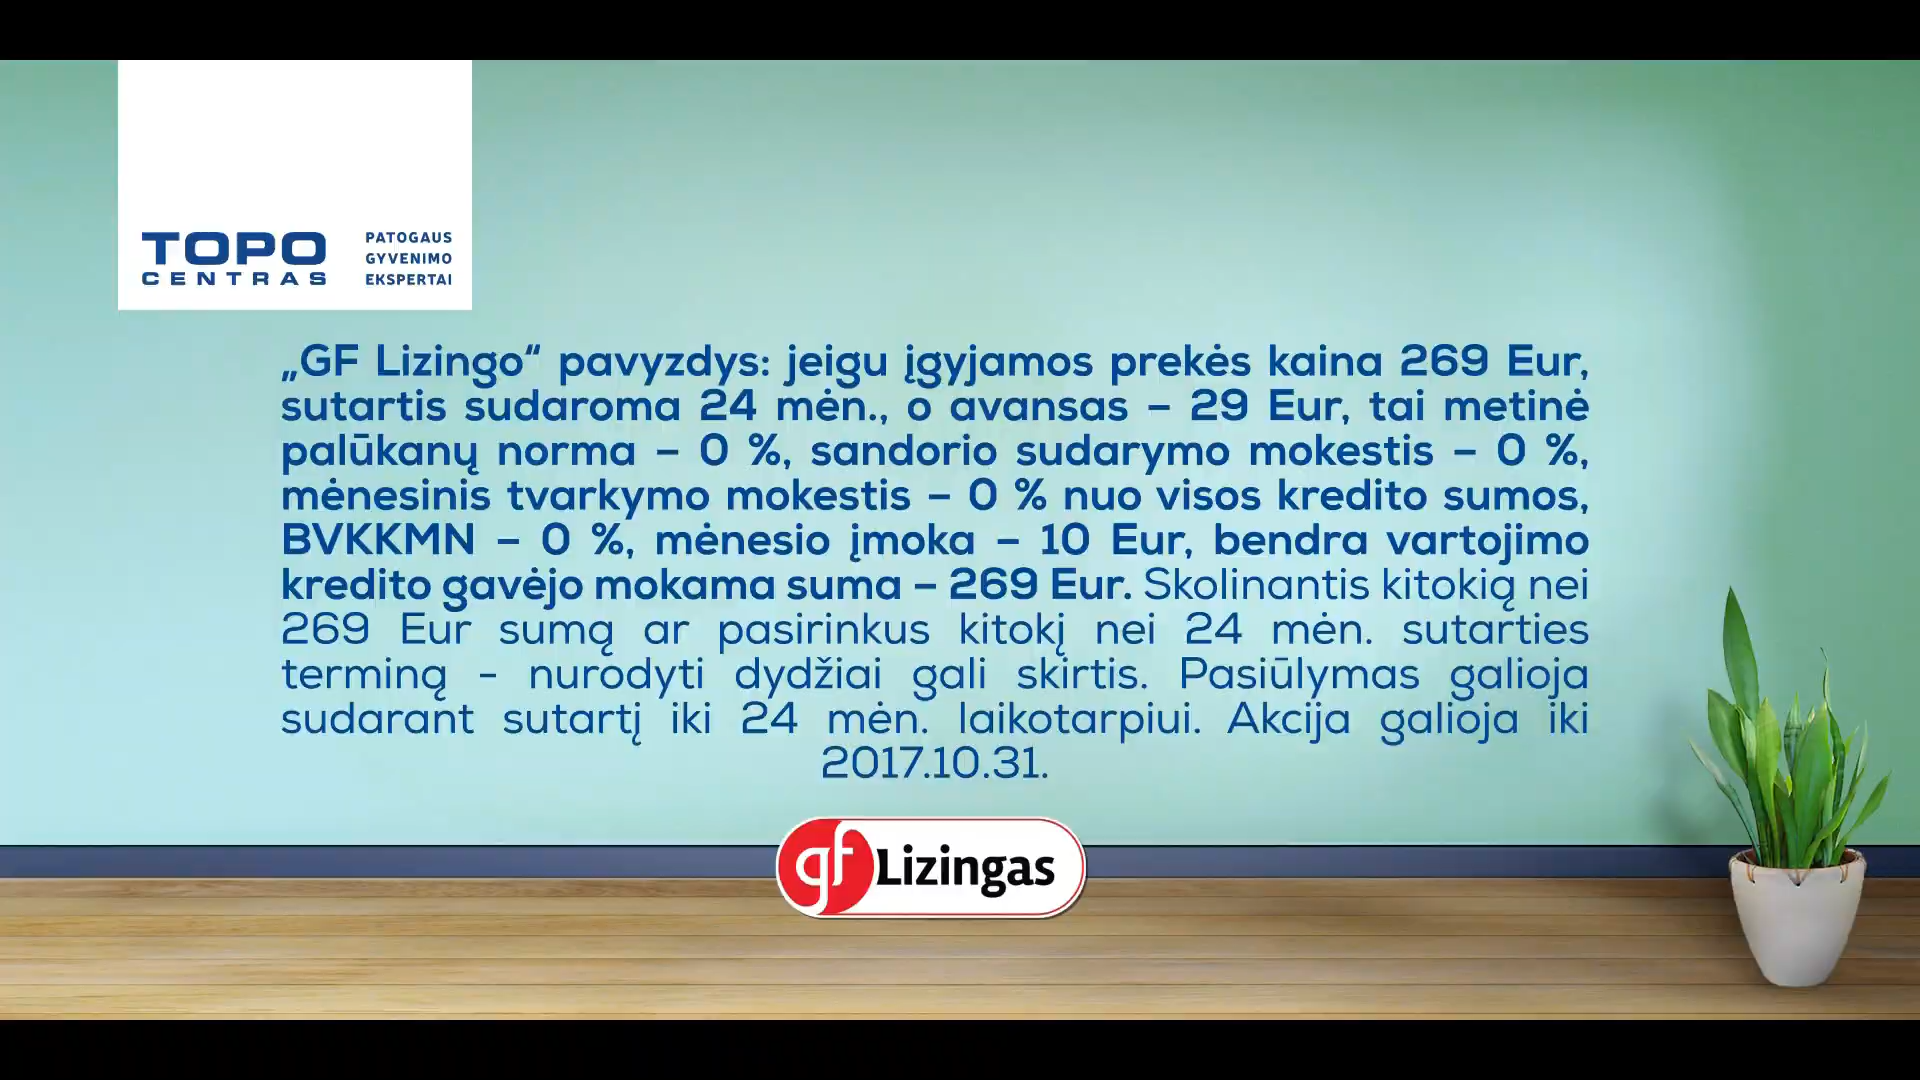 TOPO
CENTRAS
PATOGAUS
GYVENIMO
EKSPERTAI
„GF Lizingo“ pavyzdys: jeigu įgyjamos prekės kaina 269 Eur,
sutartis sudaroma 24 mėn., o avansas – 29 Eur, tai metinė
palūkanų norma – 0 %, sandorio sudarymo mokestis – 0 %,
mėnesinis tvarkymo mokestis – 0 % nuo visos kredito sumos,
BVKKMN – 0 %, mėnesio įmoka – 10 Eur, bendra vartojimo
kredito gavėjo mokama suma – 269 Eur. Skolinantis kitokią nei
269 Eur sumą ar pasirinkus kitokį nei 24 mėn. sutarties
terminą - nurodyti dydžiai gali skirtis. Pasiūlymas galioja
sudarant sutartį iki 24 mėn. laikotarpiui. Akcija galioja iki
2017.10.31.
gf Lizingas